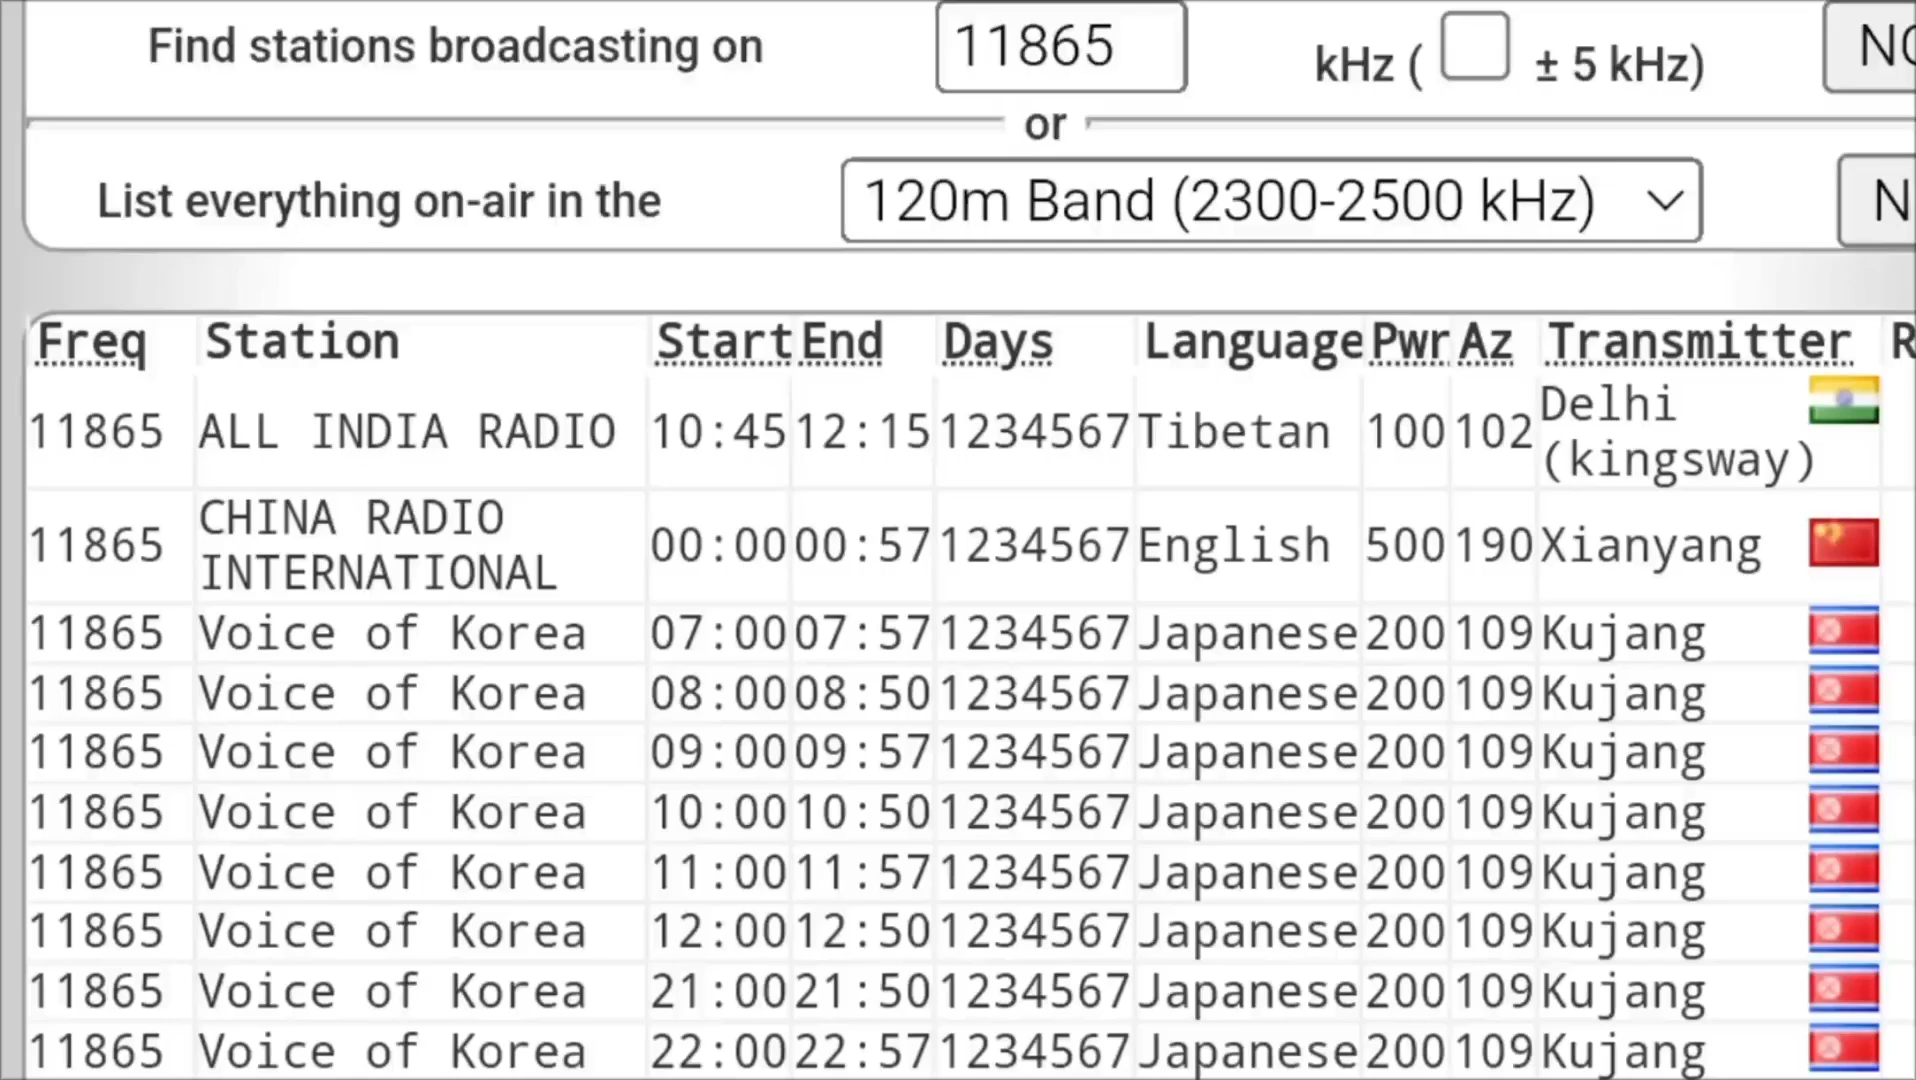 Find stations broadcasting on 11865 kHz ( ± 5 kHz)
or
List everything on-air in the 120m Band (2300-2500 kHz)
Freq Station Start End Days Language Pwr Az Transmitter
11865 ALL INDIA RADIO 10:45 12:15 1234567 Tibetan 100 102 Delhi (kingsway)
11865 CHINA RADIO INTERNATIONAL 00:00 00:57 1234567 English 500 190 Xianyang
11865 Voice of Korea 07:00 07:57 1234567 Japanese 200 109 Kujang
11865 Voice of Korea 08:00 08:50 1234567 Japanese 200 109 Kujang
11865 Voice of Korea 09:00 09:57 1234567 Japanese 200 109 Kujang
11865 Voice of Korea 10:00 10:50 1234567 Japanese 200 109 Kujang
11865 Voice of Korea 11:00 11:57 1234567 Japanese 200 109 Kujang
11865 Voice of Korea 12:00 12:50 1234567 Japanese 200 109 Kujang
11865 Voice of Korea 21:00 21:50 1234567 Japanese 200 109 Kujang
11865 Voice of Korea 22:00 22:57 1234567 Japanese 200 109 Kujang